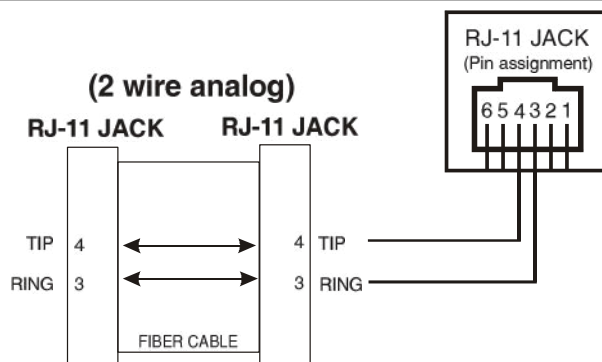 RJ-11 JACK
(Pin assignment)
6 5 4 3 2 1
(2 wire analog)
RJ-11 JACK RJ-11 JACK
TIP 4 4 TIP
RING 3 3 RING
FIBER CABLE